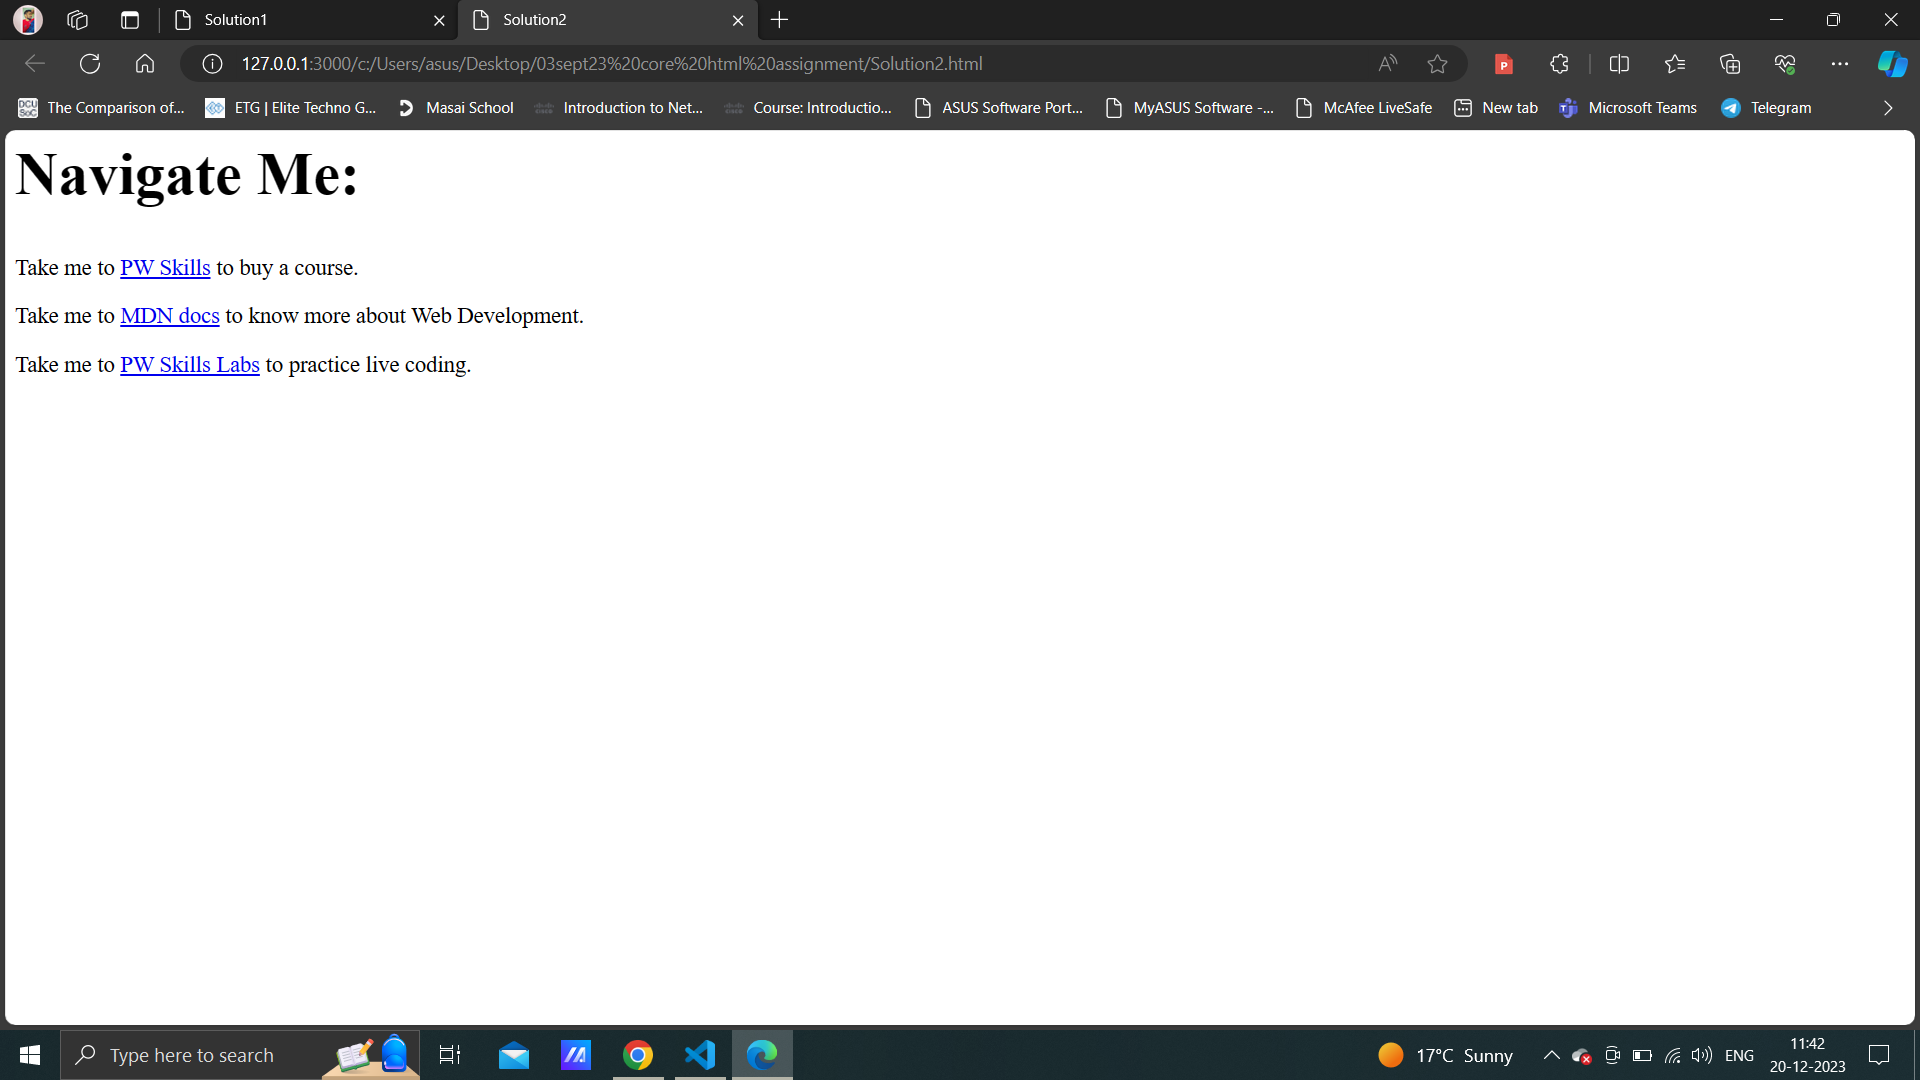 Solution1
Solution2
127.0.0.1:3000/c:/Users/asus/Desktop/03sept23%20core%20html%20assignment/Solution2.html
The Comparison of... ETG | Elite Techno G... Masai School Introduction to Net... Course: Introductio... ASUS Software Port... MyASUS Software -... McAfee LiveSafe New tab Microsoft Teams Telegram
Navigate Me:
Take me to PW Skills to buy a course.
Take me to MDN docs to know more about Web Development.
Take me to PW Skills Labs to practice live coding.
Type here to search
17°C Sunny
ENG
11:42
20-12-2023